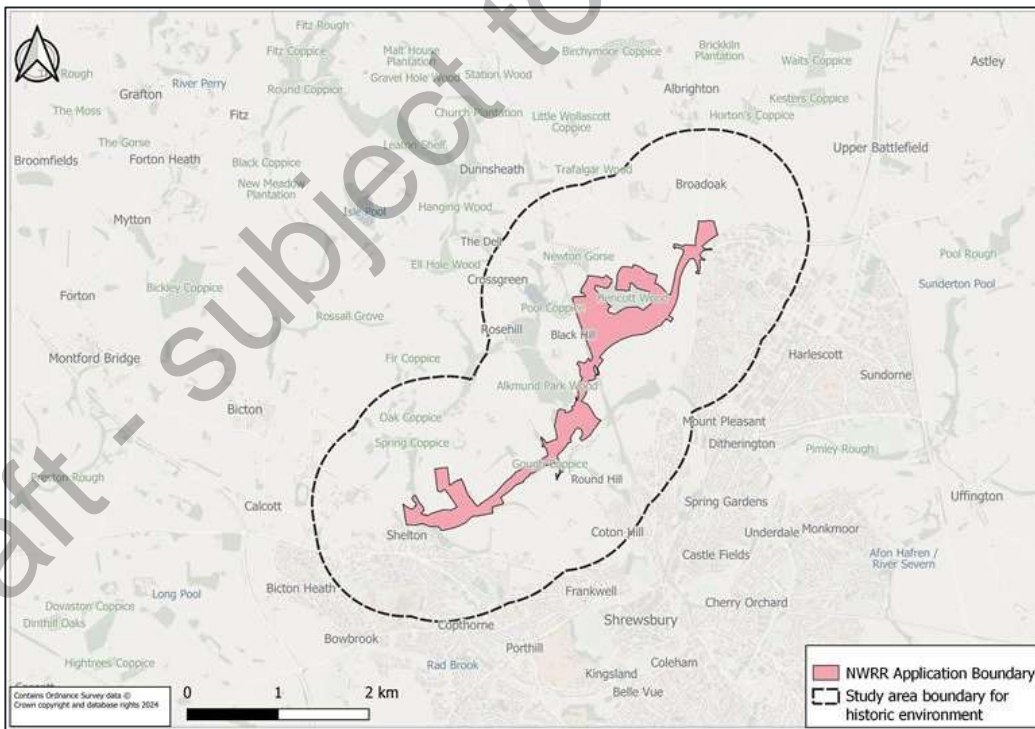 Fitz Rough
Fitz Coppice
Malt House
Plantation
Birchymoor Coppice
Brickkiln
Plantation
Waits Coppice
Astley
Rough
River Perry
Gravel Hole Wood
Station Wood
Grafton
Round Coppice
Albrighton
Kesters Coppice
The Moss
Fitz
Church Plantation
Little Wollascott
Coppice
Horton's Coppice
The Gorse
Leaton Shelf
Broomfields
Forton Heath
Black Coppice
Dunnsheath
Trafalgar Wood
Upper Battlefield
New Meadow
Plantation
Broadoak
Mytton
Isle Pool
Hanging Wood
The Dell
Newton Gorse
Pool Rough
Ell Hole Wood
Crossgreen
Sunderton Pool
Forton
Bickley Coppice
Hencott Wood
Pool Coppice
Rossall Grove
Rosehill
Black Hill
Montford Bridge
Fir Coppice
Harlescott
Sundorne
Alkmund Park Wood
Bicton
Oak Coppice
Mount Pleasant
Spring Coppice
Ditherington
Pimley Rough
Preston Rough
Round Hill
Calcott
Spring Gardens
Uffington
Shelton
Coton Hill
Underdale
Monkmoor
Castle Fields
Afon Hafren /
River Severn
Bicton Heath
Frankwell
Long Pool
Dovaston Coppice
Cherry Orchard
Dinthill Oaks
Copthorne
Shrewsbury
Bowbrook
Porthill
Hightrees Coppice
Rad Brook
Coleham
Kingsland
Belle Vue
NWRR Application Boundary
Study area boundary for
historic environment
Contains Ordnance Survey data ©
Crown copyright and database rights 2024
0 1 2 km
aft - subject to